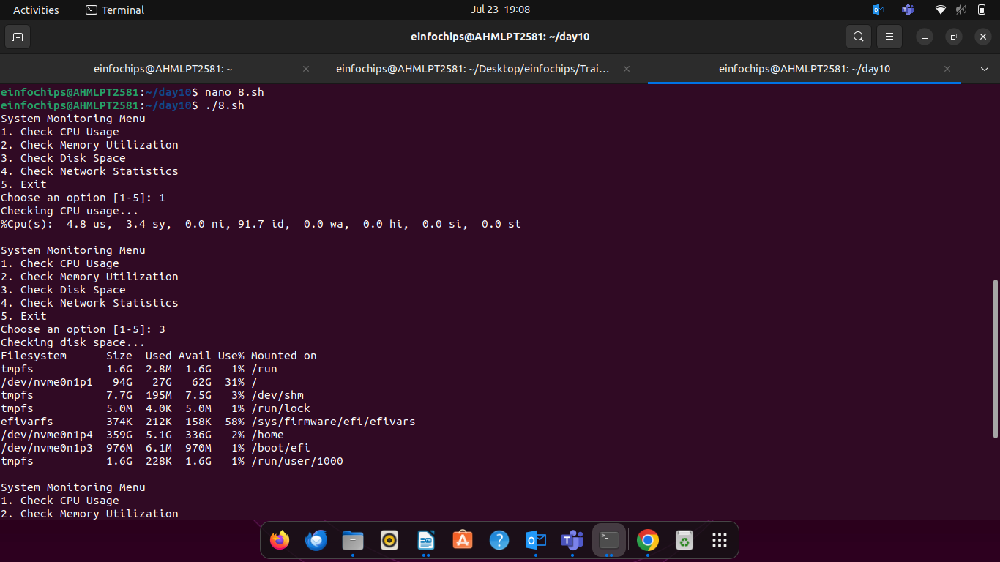 Activities Terminal Jul 23 19:08
einfochips@AHMLPT2581: ~/day10
einfochips@AHMLPT2581: ~ einfochips@AHMLPT2581: ~/Desktop/einfochips/Trai... einfochips@AHMLPT2581: ~/day10
einfochips@AHMLPT2581:~/day10$ nano 8.sh
einfochips@AHMLPT2581:~/day10$ ./8.sh
System Monitoring Menu
1. Check CPU Usage
2. Check Memory Utilization
3. Check Disk Space
4. Check Network Statistics
5. Exit
Choose an option [1-5]: 1
Checking CPU usage...
%Cpu(s):  4.8 us,  3.4 sy,  0.0 ni, 91.7 id,  0.0 wa,  0.0 hi,  0.0 si,  0.0 st
System Monitoring Menu
1. Check CPU Usage
2. Check Memory Utilization
3. Check Disk Space
4. Check Network Statistics
5. Exit
Choose an option [1-5]: 3
Checking disk space...
Filesystem      Size  Used Avail Use% Mounted on
tmpfs           1.6G  2.8M  1.6G   1% /run
/dev/nvme0n1p1   94G   27G   62G  31% /
tmpfs           7.7G  195M  7.5G   3% /dev/shm
tmpfs           5.0M  4.0K  5.0M   1% /run/lock
efivarfs        374K  212K  158K  58% /sys/firmware/efi/efivars
/dev/nvme0n1p4  359G  5.1G  336G   2% /home
/dev/nvme0n1p3  976M  6.1M  970M   1% /boot/efi
tmpfs           1.6G  228K  1.6G   1% /run/user/1000
System Monitoring Menu
1. Check CPU Usage
2. Check Memory Utilization